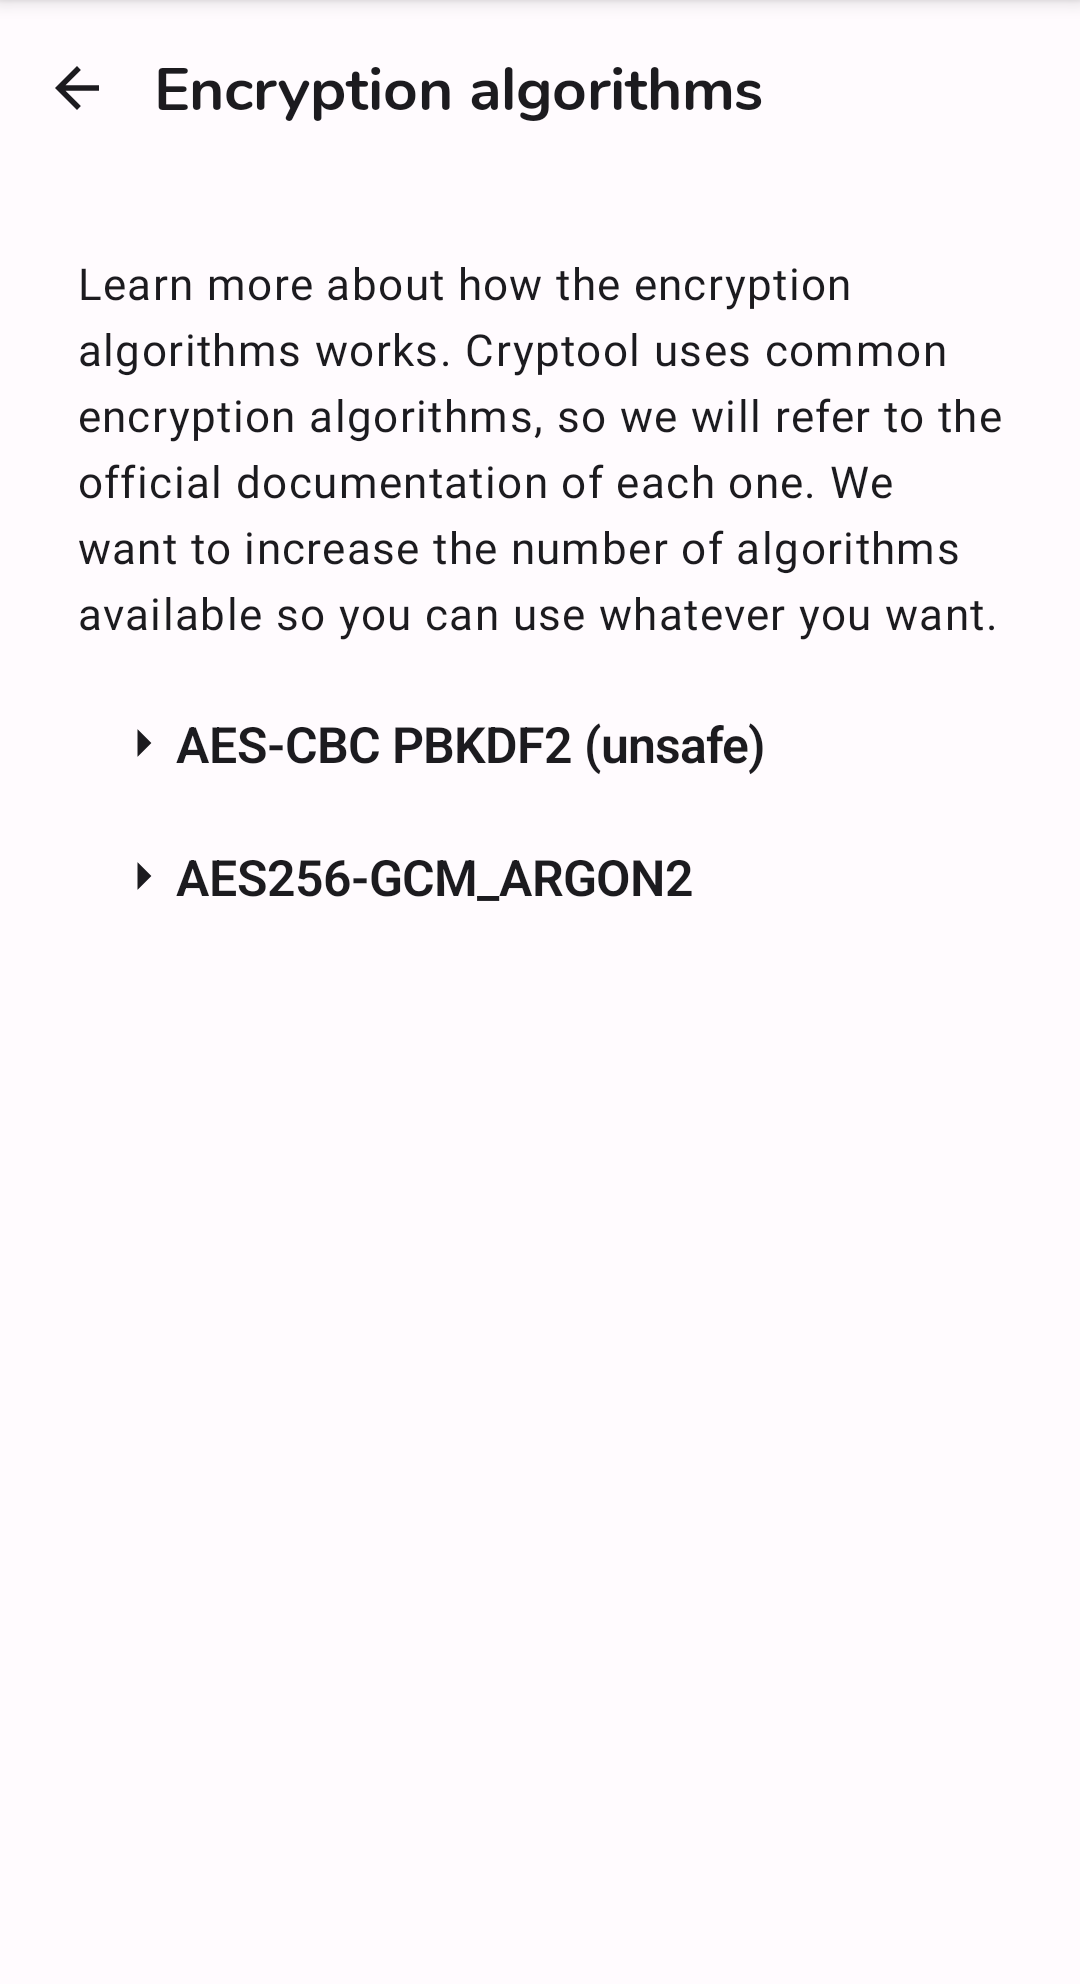 Encryption algorithms
Learn more about how the encryption
algorithms works. Cryptool uses common
encryption algorithms, so we will refer to the
official documentation of each one. We
want to increase the number of algorithms
available so you can use whatever you want.
AES-CBC PBKDF2 (unsafe)
AES256-GCM_ARGON2